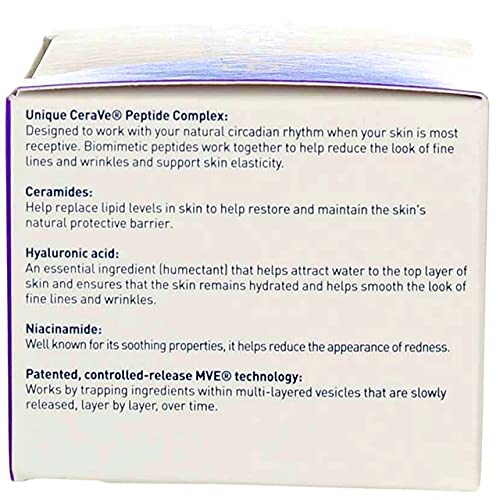 Unique CeraVe® Peptide Complex:
Designed to work with your natural circadian rhythm when your skin is most
receptive. Biomimetic peptides work together to help reduce the look of fine
lines and wrinkles and support skin elasticity.
Ceramides:
Help replace lipid levels in skin to help restore and maintain the skin's
natural protective barrier.
Hyaluronic acid:
An essential ingredient (humectant) that helps attract water to the top layer of
skin and ensures that the skin remains hydrated and helps smooth the look of
fine lines and wrinkles.
Niacinamide:
Well known for its soothing properties, it helps reduce the appearance of redness.
Patented, controlled-release MVE® technology:
Works by trapping ingredients within multi-layered vesicles that are slowly
released, layer by layer, over time.